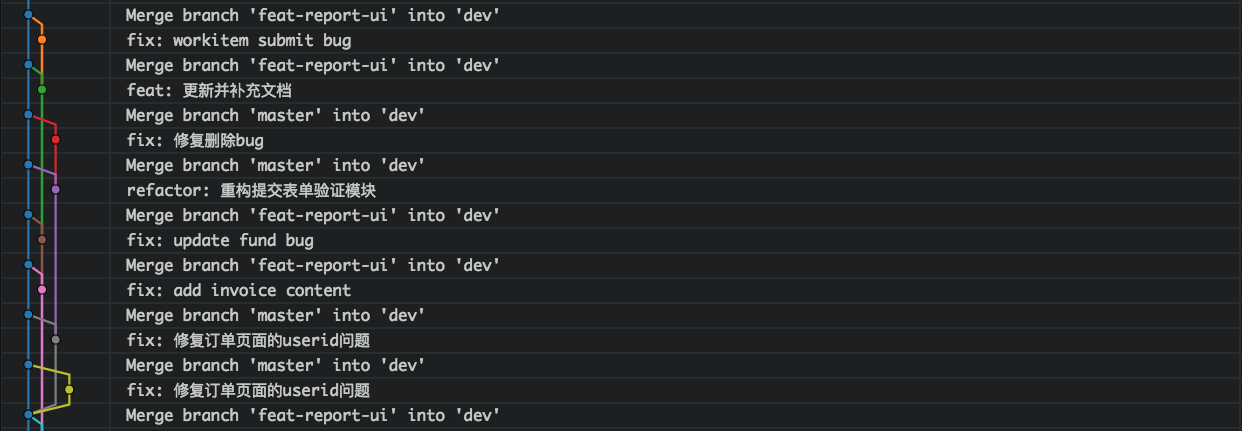 Merge branch 'feat-report-ui' into 'dev'
fix: workitem submit bug
Merge branch 'feat-report-ui' into 'dev'
feat: 更新并补充文档
Merge branch 'master' into 'dev'
fix: 修复删除bug
Merge branch 'master' into 'dev'
refactor: 重构提交表单验证模块
Merge branch 'feat-report-ui' into 'dev'
fix: update fund bug
Merge branch 'feat-report-ui' into 'dev'
fix: add invoice content
Merge branch 'master' into 'dev'
fix: 修复订单页面的userid问题
Merge branch 'master' into 'dev'
fix: 修复订单页面的userid问题
Merge branch 'feat-report-ui' into 'dev'